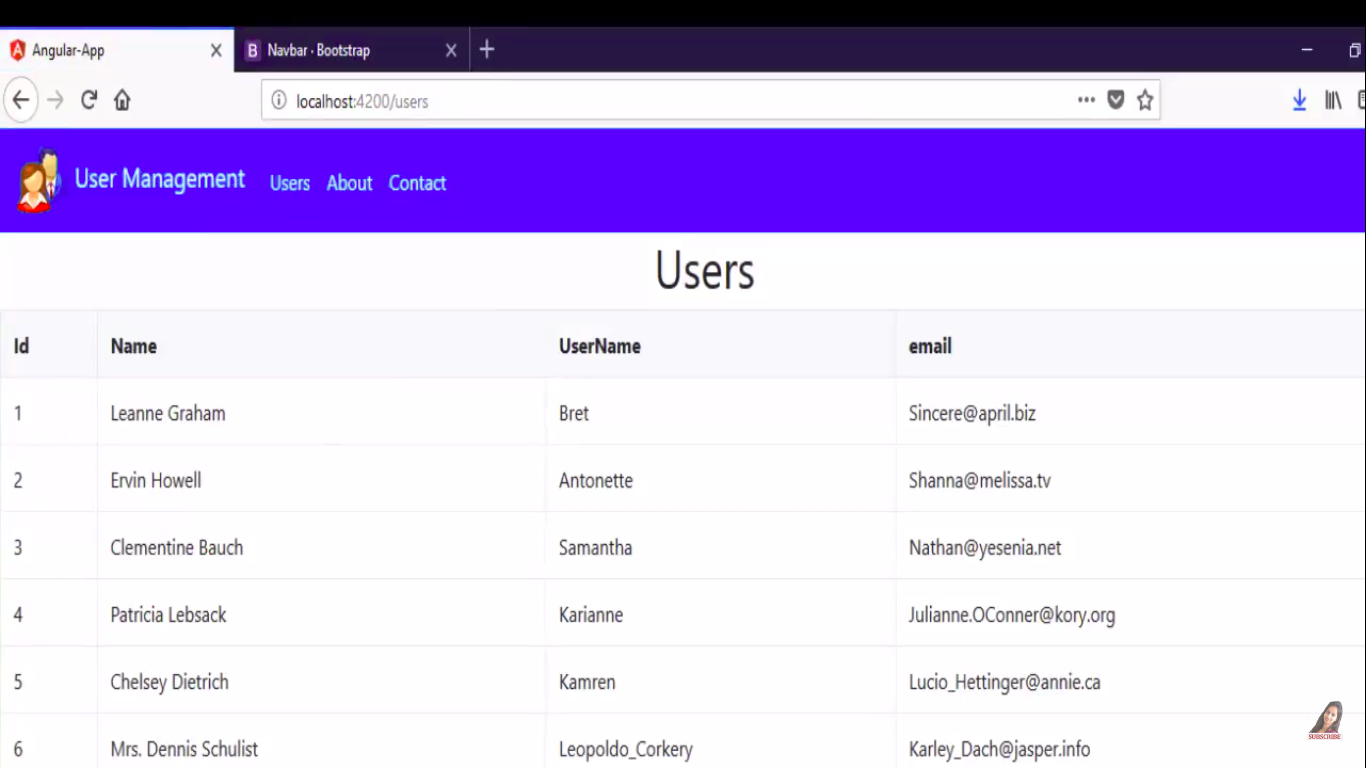 Angular-App
B Navbar · Bootstrap
localhost:4200/users
User Management Users About Contact
Users
Id Name UserName email
1 Leanne Graham Bret Sincere@april.biz
2 Ervin Howell Antonette Shanna@melissa.tv
3 Clementine Bauch Samantha Nathan@yesenia.net
4 Patricia Lebsack Karianne Julianne.OConner@kory.org
5 Chelsey Dietrich Kamren Lucio_Hettinger@annie.ca
6 Mrs. Dennis Schulist Leopoldo_Corkery Karley_Dach@jasper.info
SUBSCRIBE